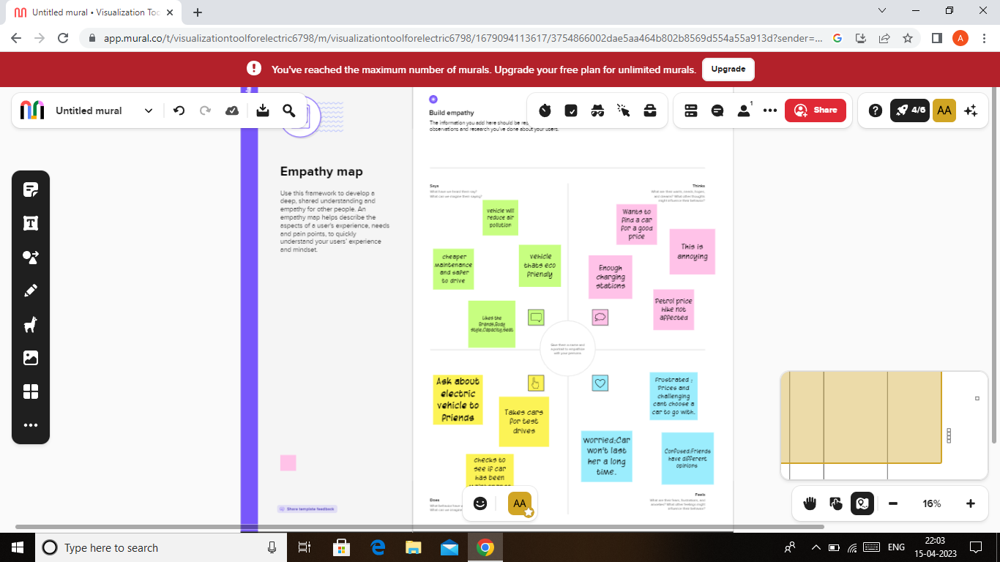 Untitled mural • Visualization Too
app.mural.co/t/visualizationtoolforelectric6798/m/visualizationtoolforelectric6798/1679094113617/3754866002dae5aa464b802b8569d554a55a913d?sender=...
A
You've reached the maximum number of murals. Upgrade your free plan for unlimited murals.
Upgrade
Untitled mural
1
Share
4/6
AA
Build empathy
The information you add here should be
observations and research you've done about your users.
Empathy map
Use this framework to develop a
deep, shared understanding and
empathy for other people. An
empathy map helps describe the
aspects of a user's experience, needs
and pain points, to quickly
understand your users' experience
and mindset.
Says
What have we heard them say?
What can we imagine them saying?
Thinks
What are their wants, needs, hopes,
and dreams? What other thoughts
might influence their behavior?
vehicle will
reduce air
pollution
cheaper
maintenance
and safer
to drive
vehicle
thats eco
friendly
Likes the
Brands,Body
style,Capacity,Seat
Wants to
find a car
for a good
price
This is
annoying
Enough
charging
stations
Petrol price
hike not
affected
Give them a name and
a portrait to empathize
with your persona.
Ask about
electric
vehicle to
friends
Takes cars
for test
drives
checks to
see if car
has been
maintenance
Frustrated ;
Prices and
challenging
cant choose a
car to go with.
worried;Car
won't last
her a long
time.
Confused;Friends
have different
opinions
Does
What behavior have
What can we imagine
Feels
What are their fears, frustrations, and
anxieties? What other feelings might
influence their behavior?
Share template feedback
AA
16%
Type here to search
ENG
22:03
15-04-2023